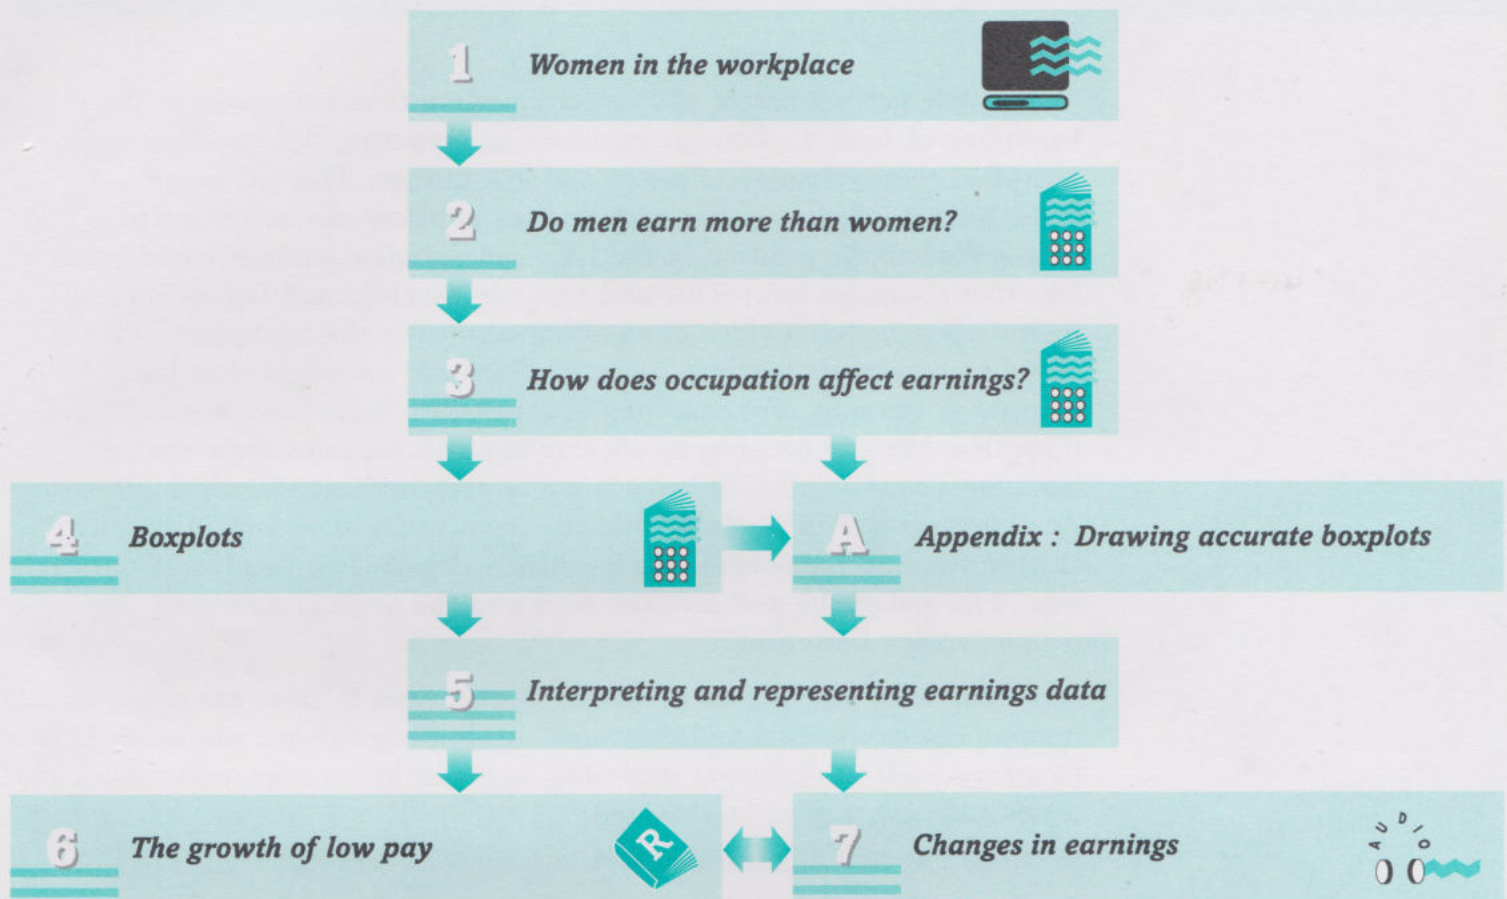 1 Women in the workplace
2 Do men earn more than women?
3 How does occupation affect earnings?
4 Boxplots
A Appendix : Drawing accurate boxplots
5 Interpreting and representing earnings data
6 The growth of low pay
R
7 Changes in earnings
AUDIO